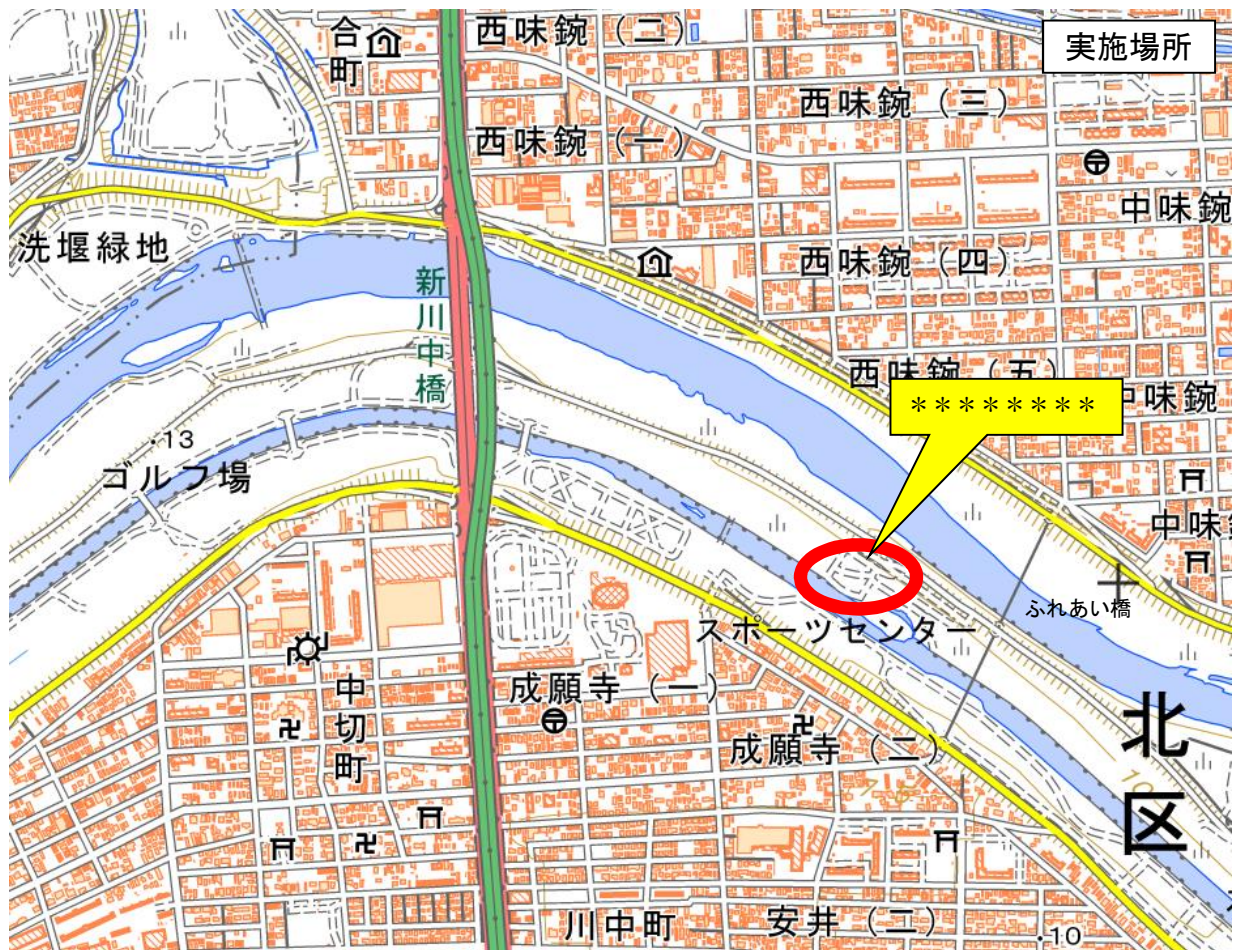 実施場所
合町
西味鋺（二）
西味鋺（三）
西味鋺（一）
中味鋺
洗堰緑地
西味鋺（四）
新川中橋
西味鋺（五）
********
中味鋺
・13
ゴルフ場
中味
ふれあい橋
スポーツセンター
成願寺（一）
中切町
成願寺（二）
北区
川中町
安井（二）
・10